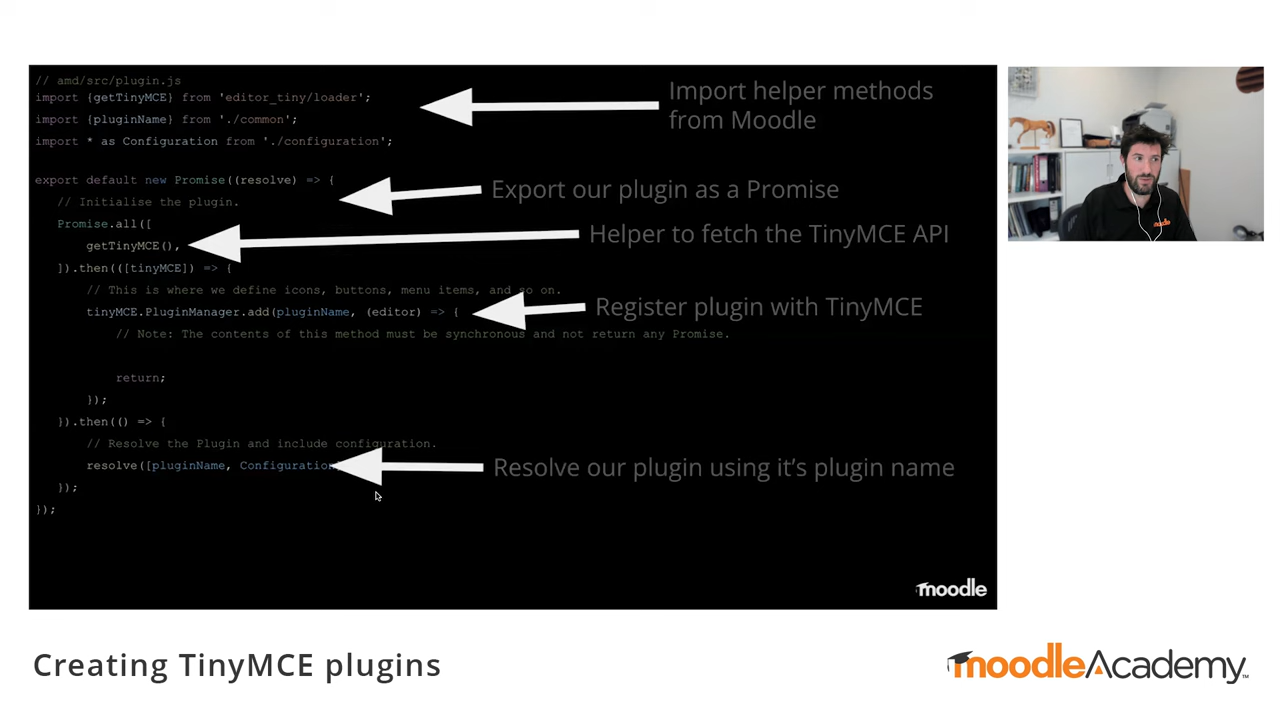 // amd/src/plugin.js
import {getTinyMCE} from 'editor_tiny/loader';
import {pluginName} from './common';
import * as Configuration from './configuration';
Import helper methods
from Moodle
export default new Promise((resolve) => {
Export our plugin as a Promise
// Initialise the plugin.
Promise.all([
getTinyMCE(),
Helper to fetch the TinyMCE API
]).then(([tinyMCE]) => {
// This is where we define icons, buttons, menu items, and so on.
tinyMCE.PluginManager.add(pluginName, (editor) => {
Register plugin with TinyMCE
// Note: The contents of this method must be synchronous and not return any Promise.
return;
});
}).then(() => {
// Resolve the Plugin and include configuration.
resolve([pluginName, Configuration
Resolve our plugin using it's plugin name
});
});
moodle
Creating TinyMCE plugins
moodleAcademy™